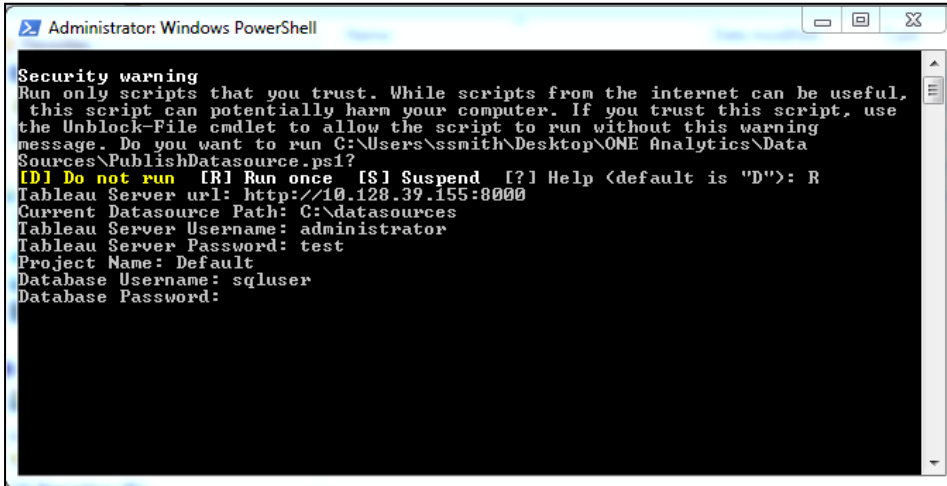 Administrator: Windows PowerShell
Security warning
Run only scripts that you trust. While scripts from the internet can be useful,
this script can potentially harm your computer. If you trust this script, use
the Unblock-File cmdlet to allow the script to run without this warning
message. Do you want to run C:\Users\ssmith\Desktop\ONE Analytics\Data
Sources\PublishDatasource.ps1?
[D] Do not run  [R] Run once  [S] Suspend  [?] Help (default is "D"): R
Tableau Server url: http://10.128.39.155:8000
Current Datasource Path: C:\datasources
Tableau Server Username: administrator
Tableau Server Password: test
Project Name: Default
Database Username: sqluser
Database Password: